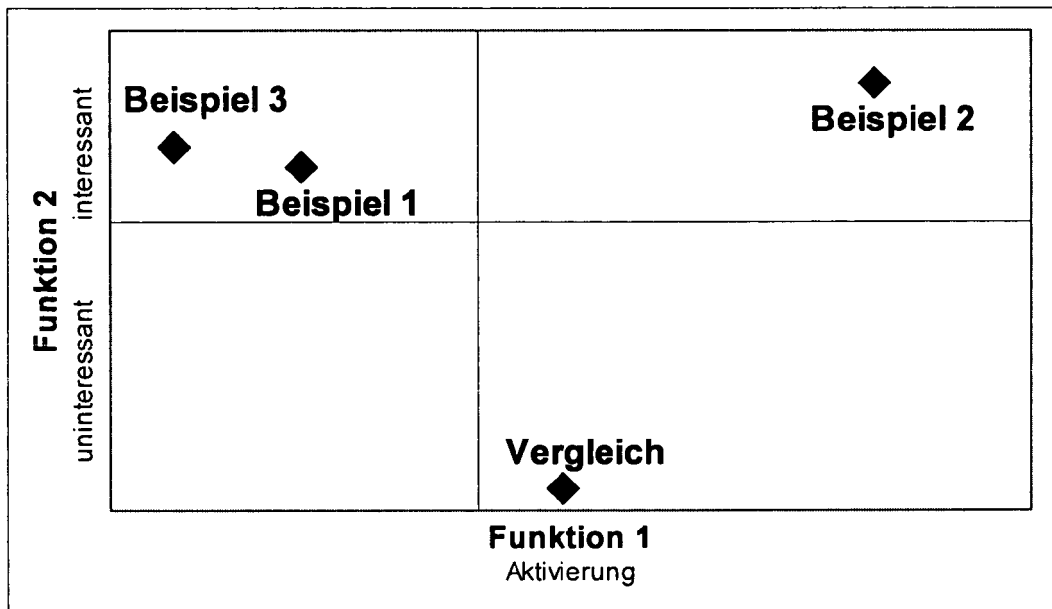 Beispiel 3
Beispiel 2
Beispiel 1
Funktion 2
interessant
uninteressant
Vergleich
Funktion 1
Aktivierung